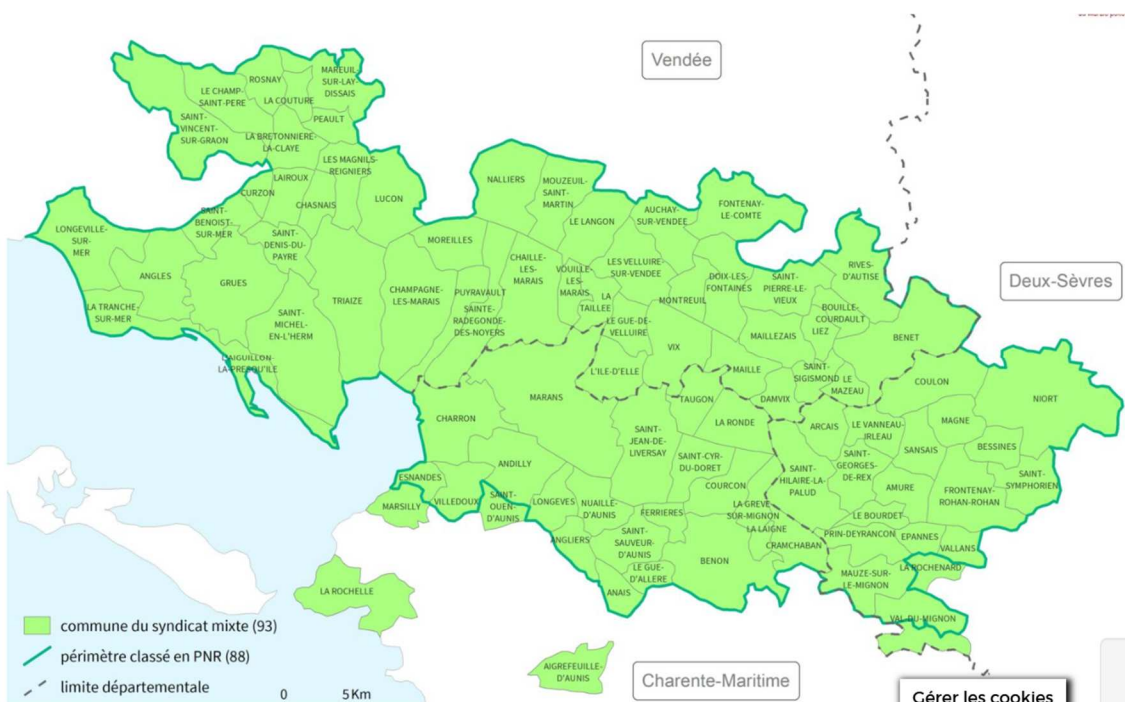 Vendée
ROSNAY
MAREUIL-
SUR-LAY-
DISSAIS
LE CHAMP-
SAINT-PERE
LA COUTURE
PEAULT
SAINT-
VINCENT-
SUR-GRAON
LA BRETONNIERE-
LA-CLAYE
LES MAGNILS-
REIGNIERS
LAIROUX
CURZON
CHASNAIS
LUCON
NALLIERS
MOUZEUIL-
SAINT-
MARTIN
LE LANGON
AUCHAY-
SUR-VENDEE
FONTENAY-
LE-COMTE
LONGEVILLE-
SUR-
MER
SAINT-
BENOIST-
SUR-MER
SAINT-
DENIS-DU-
PAYRE
MOREILLES
CHAILLE-
LES-
MARAIS
VOUILLE-
LES-
MARAIS
LES VELLUIRE-
SUR-VENDEE
DOIX-LES-
FONTAINES
SAINT-
PIERRE-LE-
VIEUX
RIVES-
D'AUTISE
Deux-Sèvres
ANGLES
GRUES
TRIAIZE
CHAMPAGNE-
LES-MARAIS
PUYRAVAULT
SAINTE-
RADEGONDE-
DES-NOYERS
LA
TAILLEE
MONTREUIL
LA TRANCHE-
SUR-MER
SAINT-
MICHEL-
EN-L'HERM
LE GUE-DE-
VELLUIRE
VIX
MAILLEZAIS
BOUILLE-
COURDAULT
LIEZ
BENET
L'AIGUILLON-
LA-PRESQU'ILE
L'ILE-D'ELLE
MAILLE
SAINT-
SIGISMOND
LE
MAZEAU
COULON
NIORT
CHARRON
MARANS
TAUGON
DAMVIX
LA RONDE
ARCAIS
LE VANNEAU-
IRLEAU
MAGNE
SANSAIS
BESSINES
SAINT-
JEAN-DE-
LIVERSAY
SAINT-CYR-
DU-DORET
SAINT-
HILAIRE-LA-
PALUD
SAINT-
GEORGES-
DE-REX
SAINT-
SYMPHORIEN
ANDILLY
ESNANDES
COURCON
AMURE
FRONTENAY-
ROHAN-ROHAN
MARSILLY
VILLEDOUX
SAINT-
OUEN-
D'AUNIS
LONGEVES
NUAILLE-
D'AUNIS
FERRIERES
LA GREVE-
SUR-MIGNON
LE BOURDET
LA LAIGNE
PRIN-DEYRANCON
EPANNES
VALLANS
ANGLIERS
SAINT-
SAUVEUR-
D'AUNIS
CRAMCHABAN
BENON
LE GUE-
D'ALLERE
ANAIS
MAUZE-SUR-
LE-MIGNON
LA ROCHENARD
VAL-DU-MIGNON
LA ROCHELLE
AIGREFEUILLE-
D'AUNIS
Charente-Maritime
commune du syndicat mixte (93)
périmètre classé en PNR (88)
limite départementale
0 5 Km
Gérer les cookies